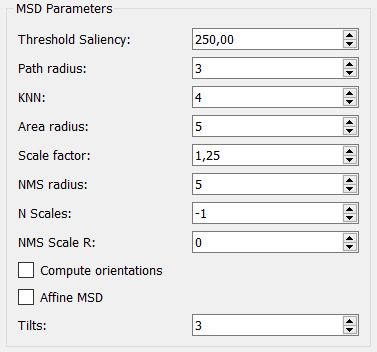 MSD Parameters
Threshold Saliency: 250,00
Path radius: 3
KNN: 4
Area radius: 5
Scale factor: 1,25
NMS radius: 5
N Scales: -1
NMS Scale R: 0
Compute orientations
Affine MSD
Tilts: 3